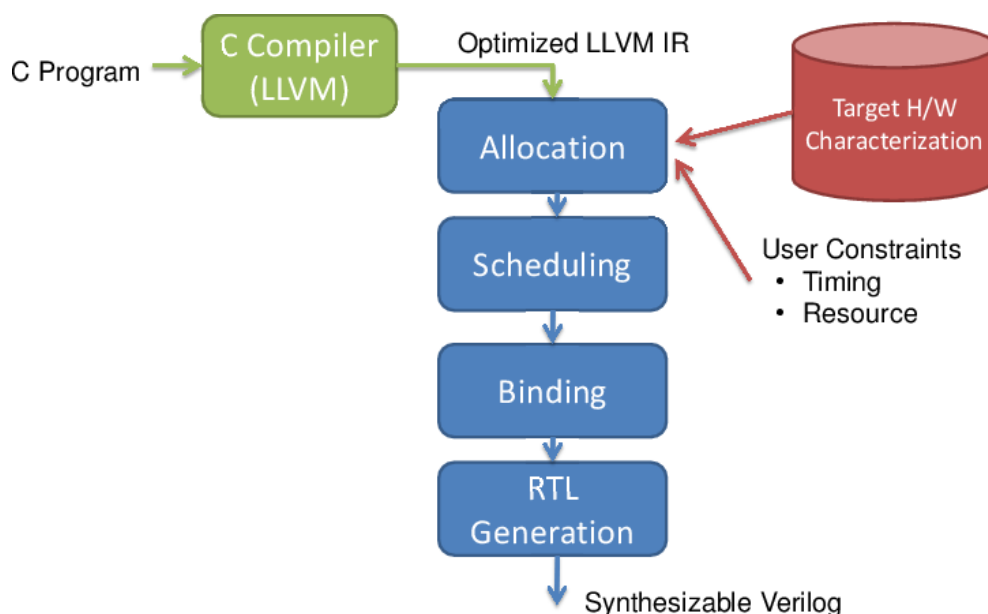 C Program
C Compiler
(LLVM)
Optimized LLVM IR
Target H/W
Characterization
Allocation
Scheduling
User Constraints
• Timing
• Resource
Binding
RTL
Generation
Synthesizable Verilog